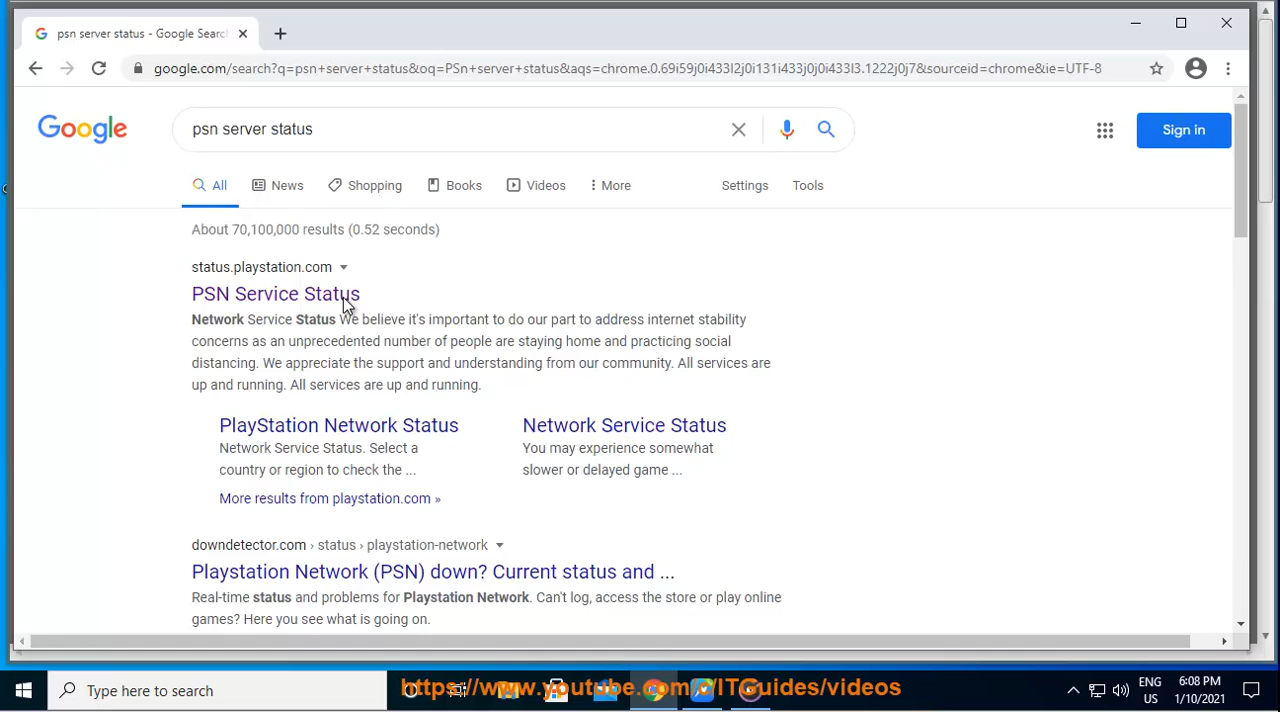 psn server status - Google Search
google.com/search?q=psn+server+status&oq=PSn+server+status&aqs=chrome.0.69i59j0i433l2j0i131i433j0j0i433l3.1222j0j7&sourceid=chrome&ie=UTF-8
Google
psn server status
Sign in
All News Shopping Books Videos More Settings Tools
About 70,100,000 results (0.52 seconds)
status.playstation.com
PSN Service Status
Network Service Status We believe it's important to do our part to address internet stability
concerns as an unprecedented number of people are staying home and practicing social
distancing. We appreciate the support and understanding from our community. All services are
up and running. All services are up and running.
PlayStation Network Status
Network Service Status. Select a
country or region to check the ...
Network Service Status
You may experience somewhat
slower or delayed game ...
More results from playstation.com »
downdetector.com › status › playstation-network
Playstation Network (PSN) down? Current status and ...
Real-time status and problems for Playstation Network. Can't log, access the store or play online
games? Here you see what is going on.
Type here to search
https://www.youtube.com/c/ITGuides/videos
ENG
US
6:08 PM
1/10/2021